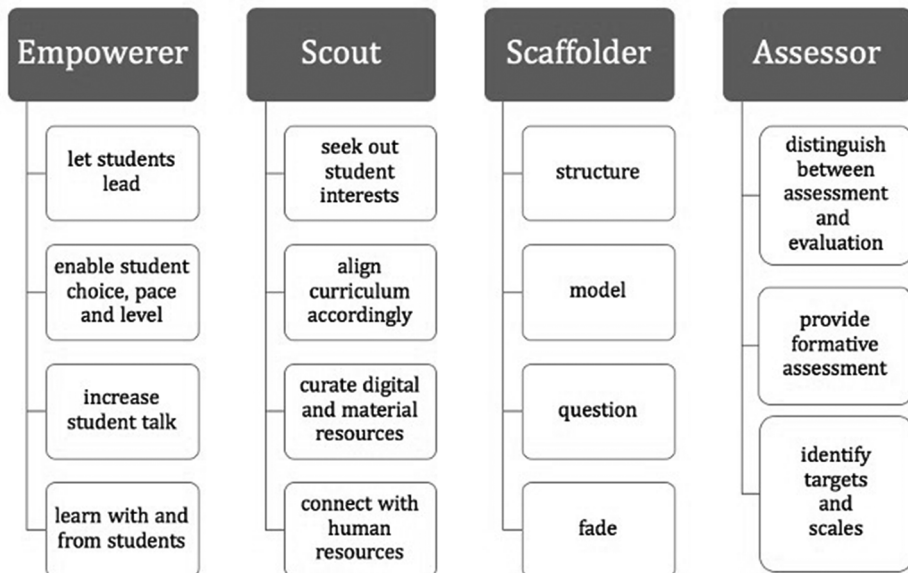 Empowerer
let students
lead
enable student
choice, pace
and level
increase
student talk
learn with and
from students
Scout
seek out
student
interests
align
curriculum
accordingly
curate digital
and material
resources
connect with
human
resources
Scaffolder
structure
model
question
fade
Assessor
distinguish
between
assessment
and
evaluation
provide
formative
assessment
identify
targets
and
scales